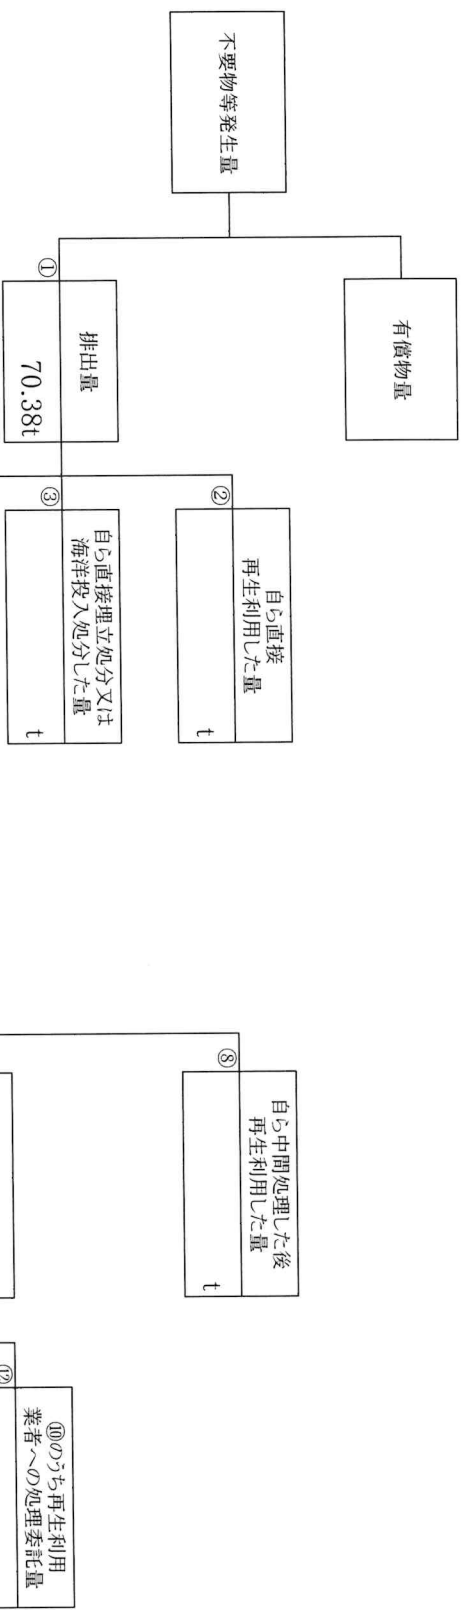 不要物等発生量
有償物量
①
排出量
70.38t
②
自ら直接
再生利用した量
t
③
自ら直接埋立処分又は
海洋投入処分した量
t
⑧
自ら中間処理した後
再生利用した量
t
⑫
⑩のうち再生利用
業者への処理委託量